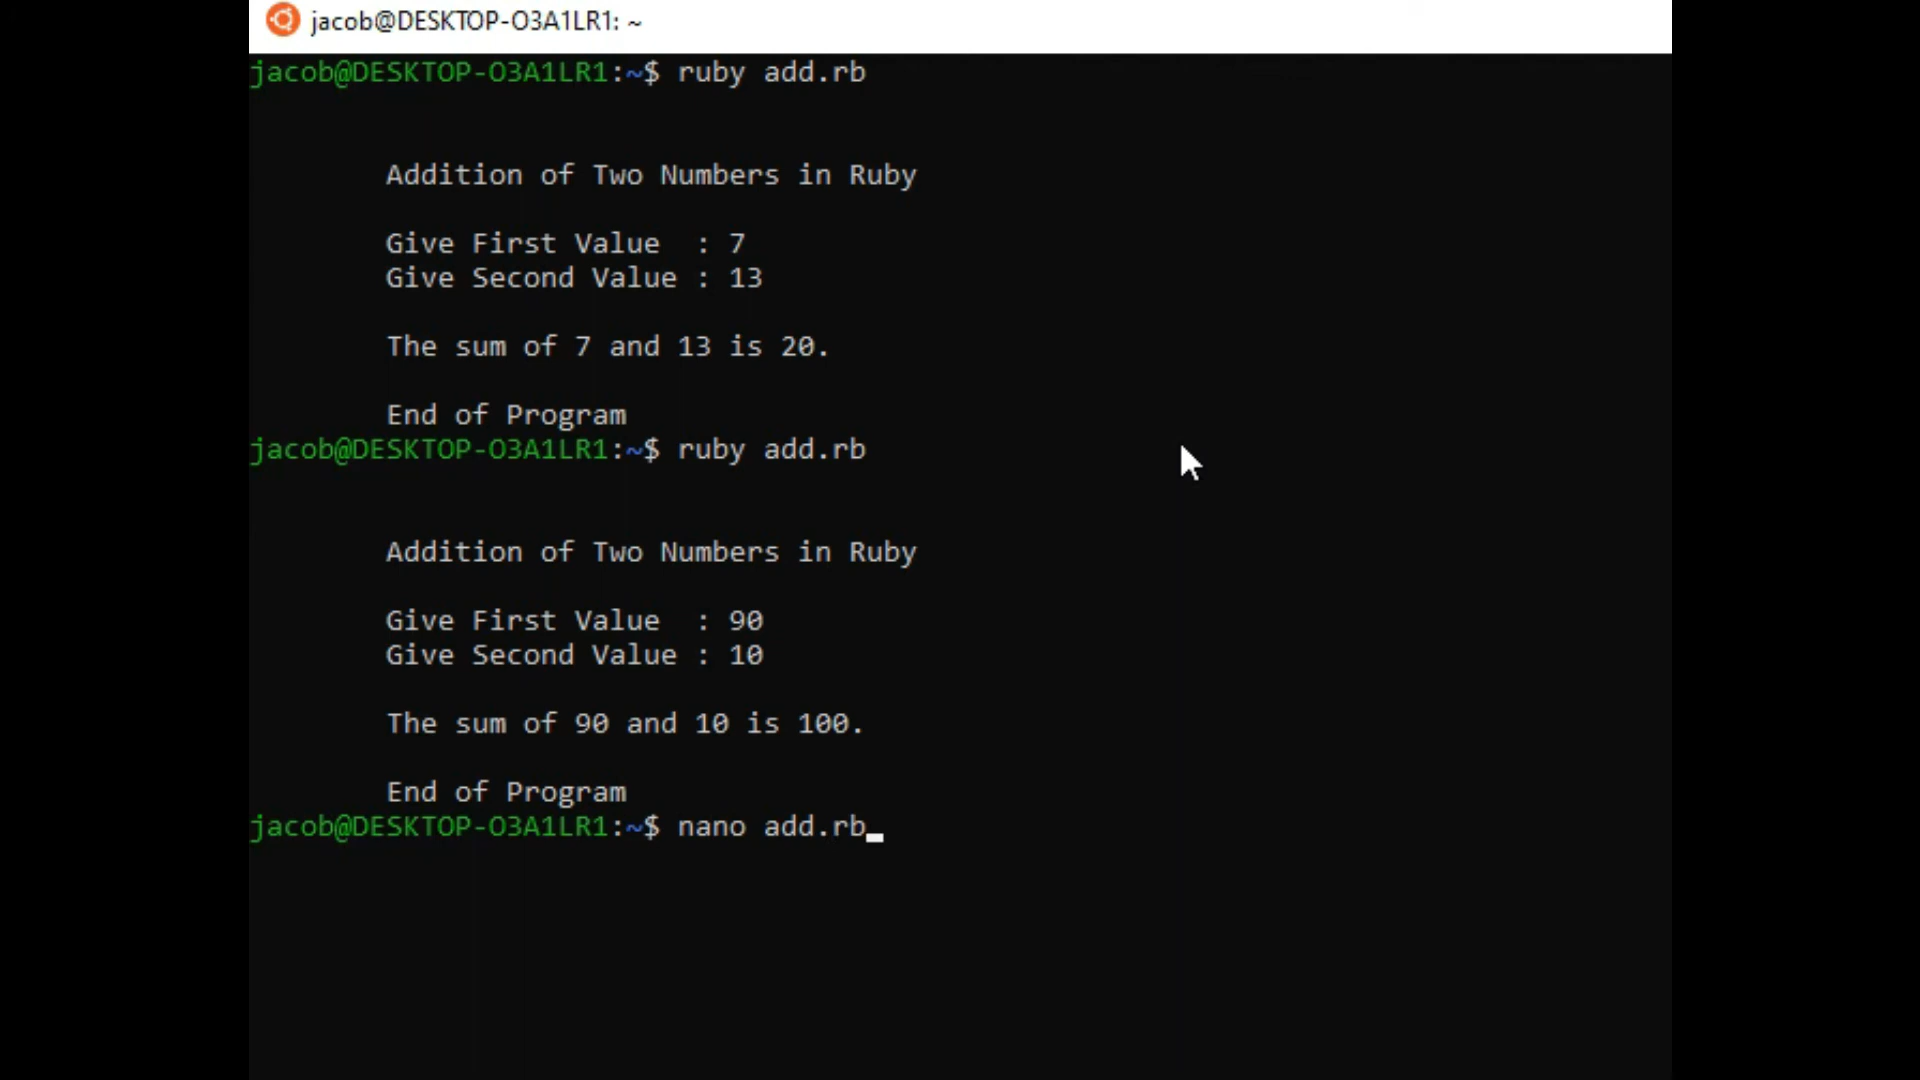 jacob@DESKTOP-O3A1LR1: ~
jacob@DESKTOP-O3A1LR1:~$ ruby add.rb
Addition of Two Numbers in Ruby
Give First Value  : 7
Give Second Value : 13
The sum of 7 and 13 is 20.
End of Program
jacob@DESKTOP-O3A1LR1:~$ ruby add.rb
Addition of Two Numbers in Ruby
Give First Value  : 90
Give Second Value : 10
The sum of 90 and 10 is 100.
End of Program
jacob@DESKTOP-O3A1LR1:~$ nano add.rb